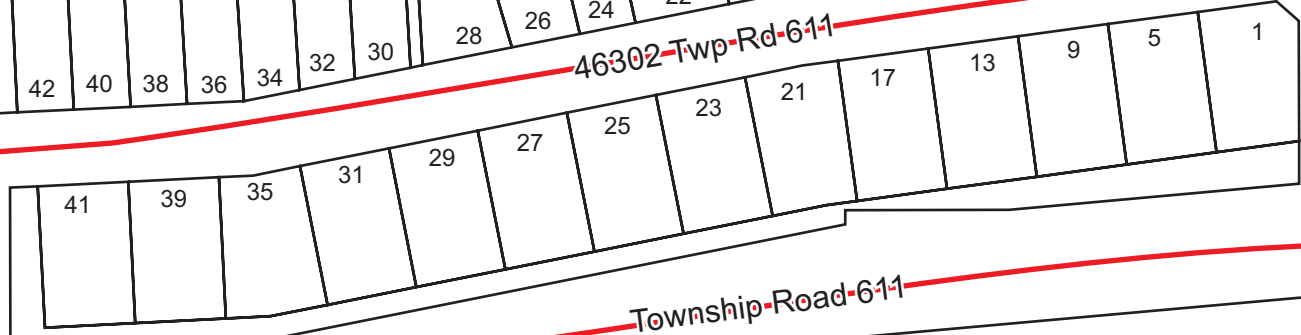 42 40 38 36 34 32 30 28 26 24 22
46302 Twp Rd 611
41 39 35 31 29 27 25 23 21 17 13 9 5 1
Township Road 611